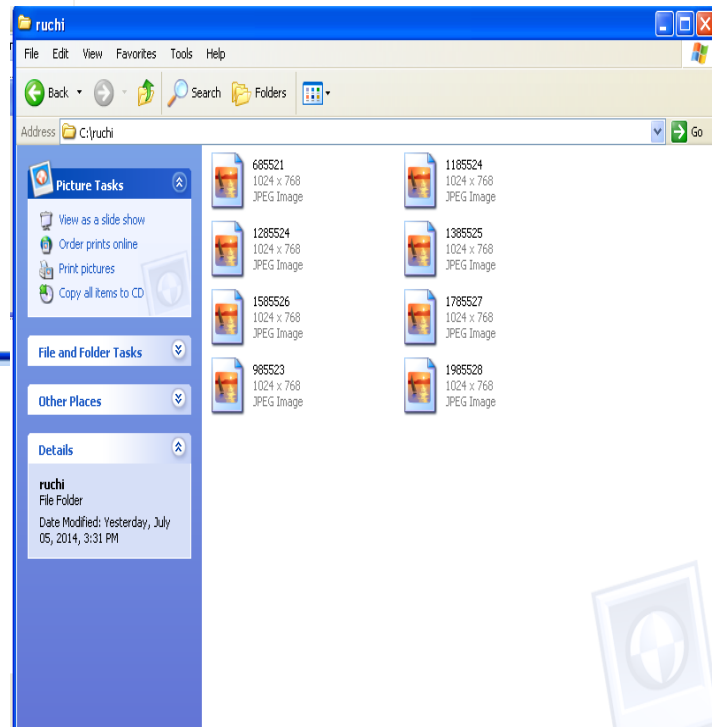 ruchi
File Edit View Favorites Tools Help
Back Search Folders
Address C:\ruchi Go
Picture Tasks
View as a slide show
Order prints online
Print pictures
Copy all items to CD
File and Folder Tasks
Other Places
Details
ruchi
File Folder
Date Modified: Yesterday, July
05, 2014, 3:31 PM
685521
1024 x 768
JPEG Image
1185524
1024 x 768
JPEG Image
1285524
1024 x 768
JPEG Image
1385525
1024 x 768
JPEG Image
1585526
1024 x 768
JPEG Image
1785527
1024 x 768
JPEG Image
985523
1024 x 768
JPEG Image
1985528
1024 x 768
JPEG Image